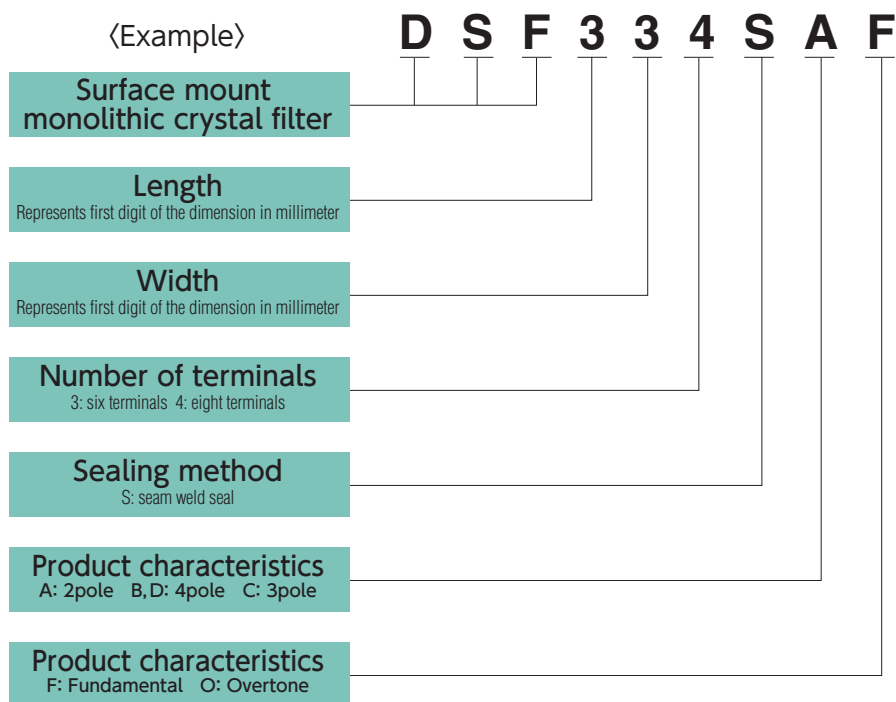 〈Example〉 D S F 3 3 4 S A F
Surface mount
monolithic crystal filter
Length
Represents first digit of the dimension in millimeter
Width
Represents first digit of the dimension in millimeter
Number of terminals
3: six terminals 4: eight terminals
Sealing method
S: seam weld seal
Product characteristics
A: 2pole B, D: 4pole C: 3pole
Product characteristics
F: Fundamental O: Overtone